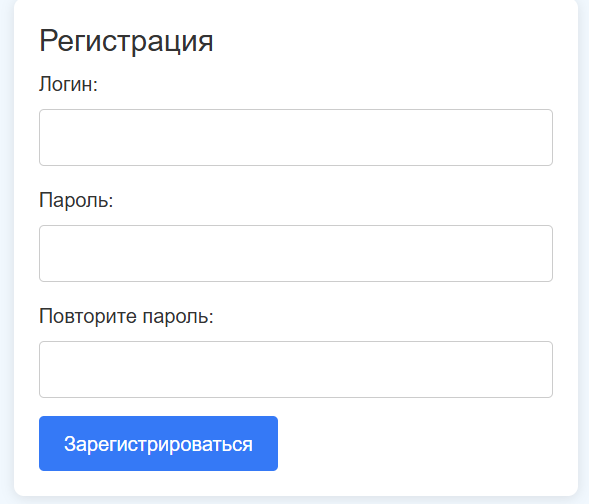 Регистрация
Логин:
Пароль:
Повторите пароль:
Зарегистрироваться